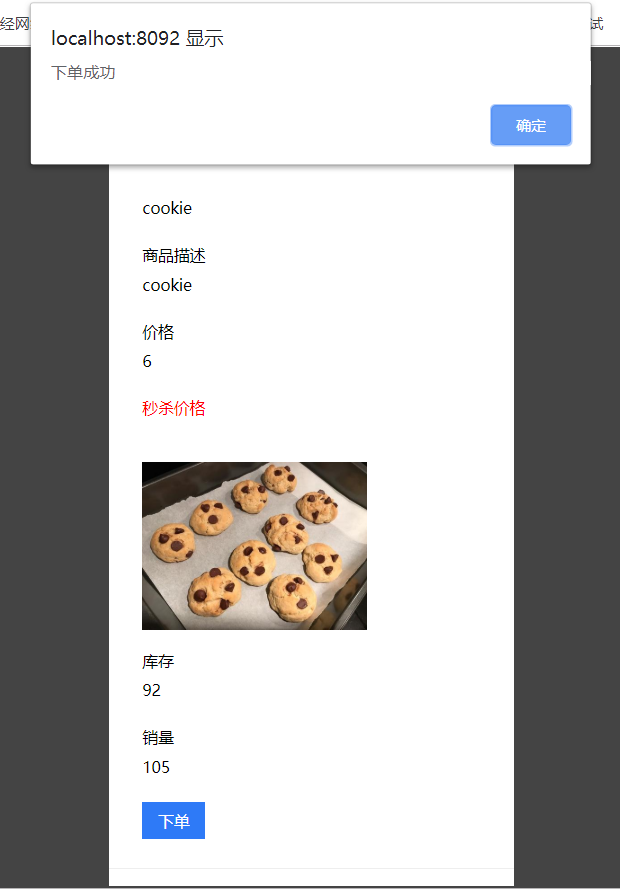 经网
试
localhost:8092 显示
下单成功
确定
cookie
商品描述
cookie
价格
6
秒杀价格
库存
92
销量
105
下单